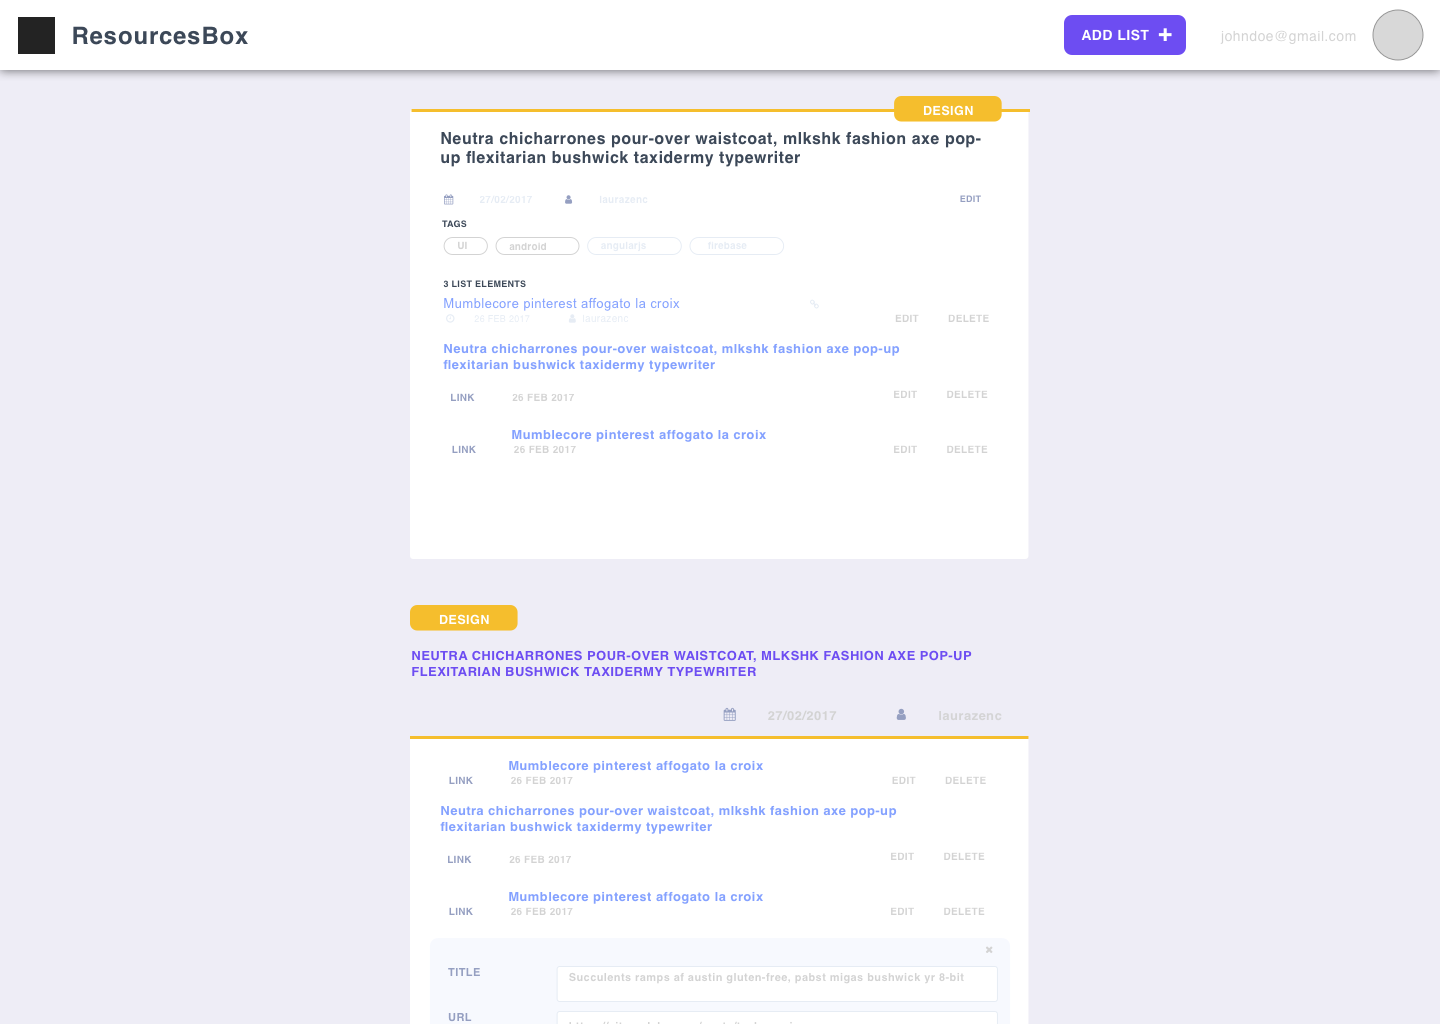 ResourcesBox
ADD LIST +
johndoe@gmail.com
DESIGN
Neutra chicharrones pour-over waistcoat, mlkshk fashion axe pop-
up flexitarian bushwick taxidermy typewriter
27/02/2017 laurazenc EDIT
TAGS
UI android angularjs firebase
3 LIST ELEMENTS
Mumblecore pinterest affogato la croix
26 FEB 2017 laurazenc EDIT DELETE
Neutra chicharrones pour-over waistcoat, mlkshk fashion axe pop-up
flexitarian bushwick taxidermy typewriter
LINK 26 FEB 2017 EDIT DELETE
Mumblecore pinterest affogato la croix
LINK 26 FEB 2017 EDIT DELETE
DESIGN
NEUTRA CHICHARRONES POUR-OVER WAISTCOAT, MLKSHK FASHION AXE POP-UP
FLEXITARIAN BUSHWICK TAXIDERMY TYPEWRITER
27/02/2017 laurazenc
Mumblecore pinterest affogato la croix
LINK 26 FEB 2017 EDIT DELETE
Neutra chicharrones pour-over waistcoat, mlkshk fashion axe pop-up
flexitarian bushwick taxidermy typewriter
LINK 26 FEB 2017 EDIT DELETE
Mumblecore pinterest affogato la croix
LINK 26 FEB 2017 EDIT DELETE
TITLE Succulents ramps af austin gluten-free, pabst migas bushwick yr 8-bit
URL